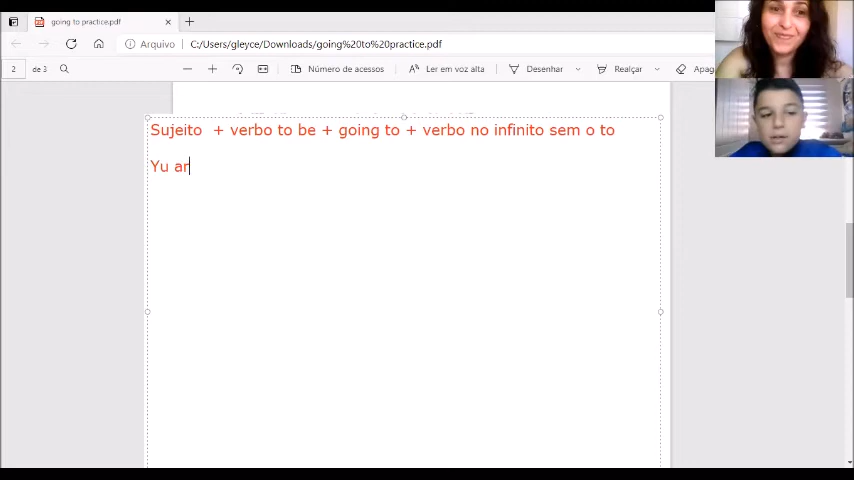 going to practice.pdf
Arquivo C:/Users/gleyce/Downloads/going%20to%20practice.pdf
2 de 3 Número de acessos Ler em voz alta Desenhar Realçar Apag
Sujeito + verbo to be + going to + verbo no infinito sem o to
Yu ar